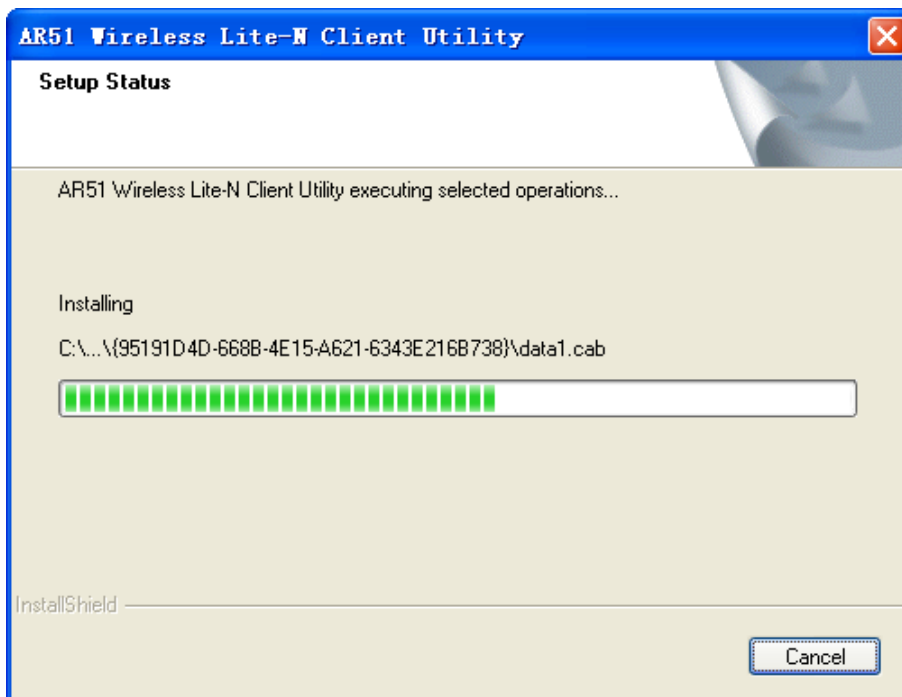 AR51 Wireless Lite-N Client Utility
Setup Status
AR51 Wireless Lite-N Client Utility executing selected operations...
Installing
C:\...\{95191D4D-668B-4E15-A621-6343E216B738}\data1.cab
InstallShield
Cancel